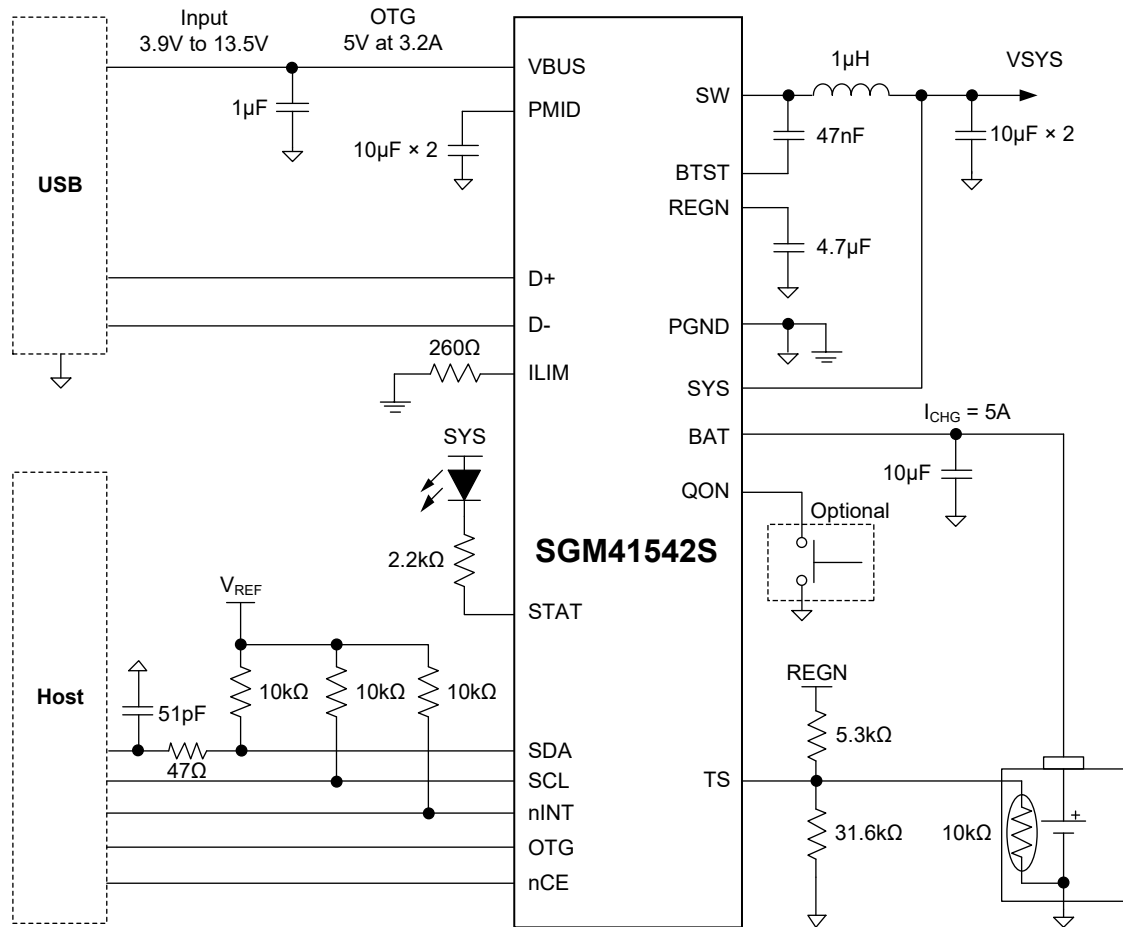 Input
3.9V to 13.5V
OTG
5V at 3.2A
1µF
10µF × 2
USB
VBUS
PMID
D+
D-
260Ω
ILIM
SYS
2.2kΩ
STAT
VREF
10kΩ
10kΩ
10kΩ
Host
51pF
47Ω
SDA
SCL
nINT
OTG
nCE
SGM41542S
SW
1µH
VSYS
47nF
10µF × 2
BTST
REGN
4.7µF
PGND
SYS
ICHG = 5A
BAT
10µF
QON
Optional
REGN
5.3kΩ
TS
31.6kΩ
10kΩ
+